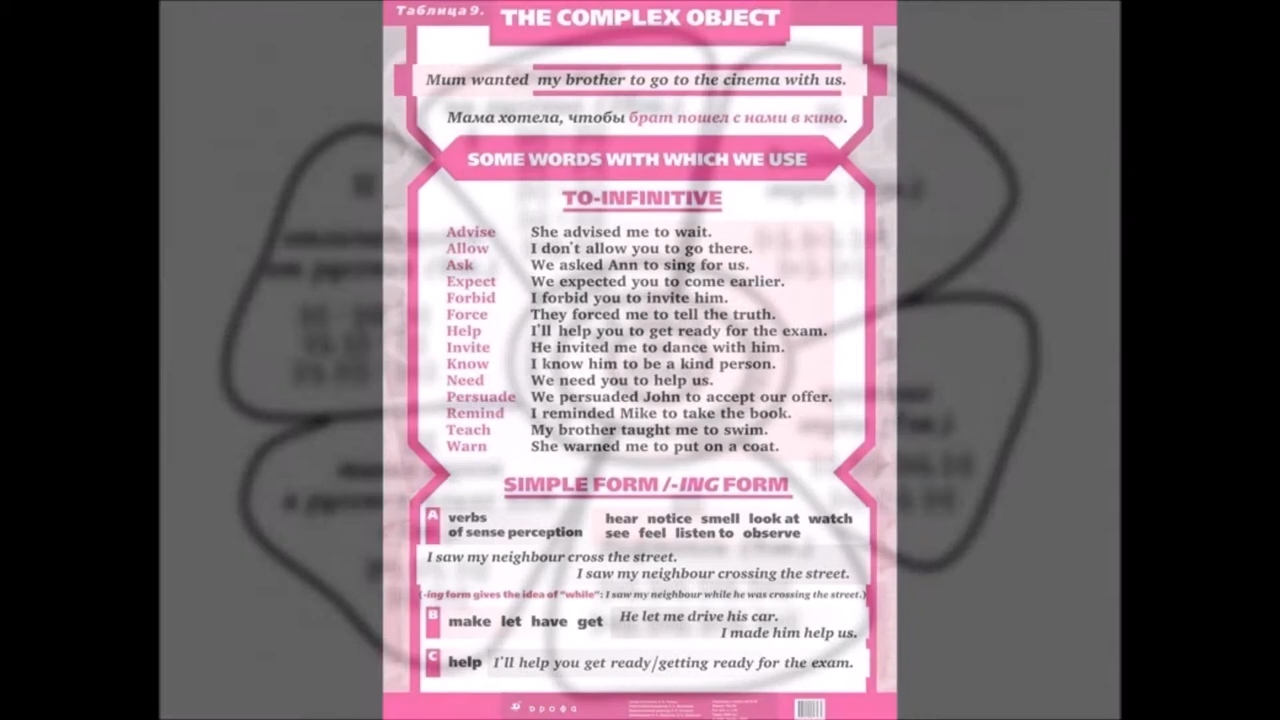 Таблица 9.
THE COMPLEX OBJECT
Mum wanted my brother to go to the cinema with us.
Мама хотела, чтобы брат пошел с нами в кино.
SOME WORDS WITH WHICH WE USE
TO-INFINITIVE
Advise She advised me to wait.
Allow I don't allow you to go there.
Ask We asked Ann to sing for us.
Expect We expected you to come earlier.
Forbid I forbid you to invite him.
Force They forced me to tell the truth.
Help I'll help you to get ready for the exam.
Invite He invited me to dance with him.
Know I know him to be a kind person.
Need We need you to help us.
Persuade We persuaded John to accept our offer.
Remind I reminded Mike to take the book.
Teach My brother taught me to swim.
Warn She warned me to put on a coat.
SIMPLE FORM /-ING FORM
A verbs hear notice smell look at watch
of sense perception see feel listen to observe
I saw my neighbour cross the street.
I saw my neighbour crossing the street.
(-ing form gives the idea of "while": I saw my neighbour while he was crossing the street.)
B make let have get He let me drive his car.
I made him help us.
C help I'll help you get ready/getting ready for the exam.
дрофа